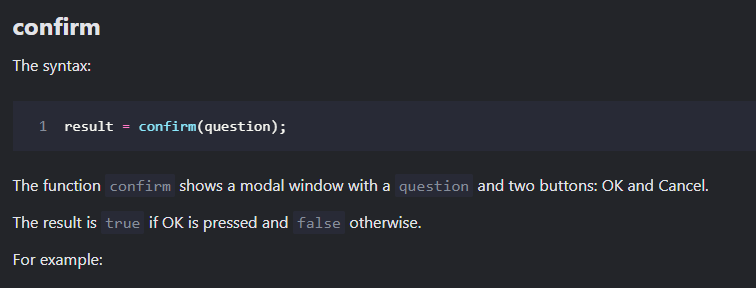 confirm
The syntax:
1 result = confirm(question);
The function confirm shows a modal window with a question and two buttons: OK and Cancel.
The result is true if OK is pressed and false otherwise.
For example: